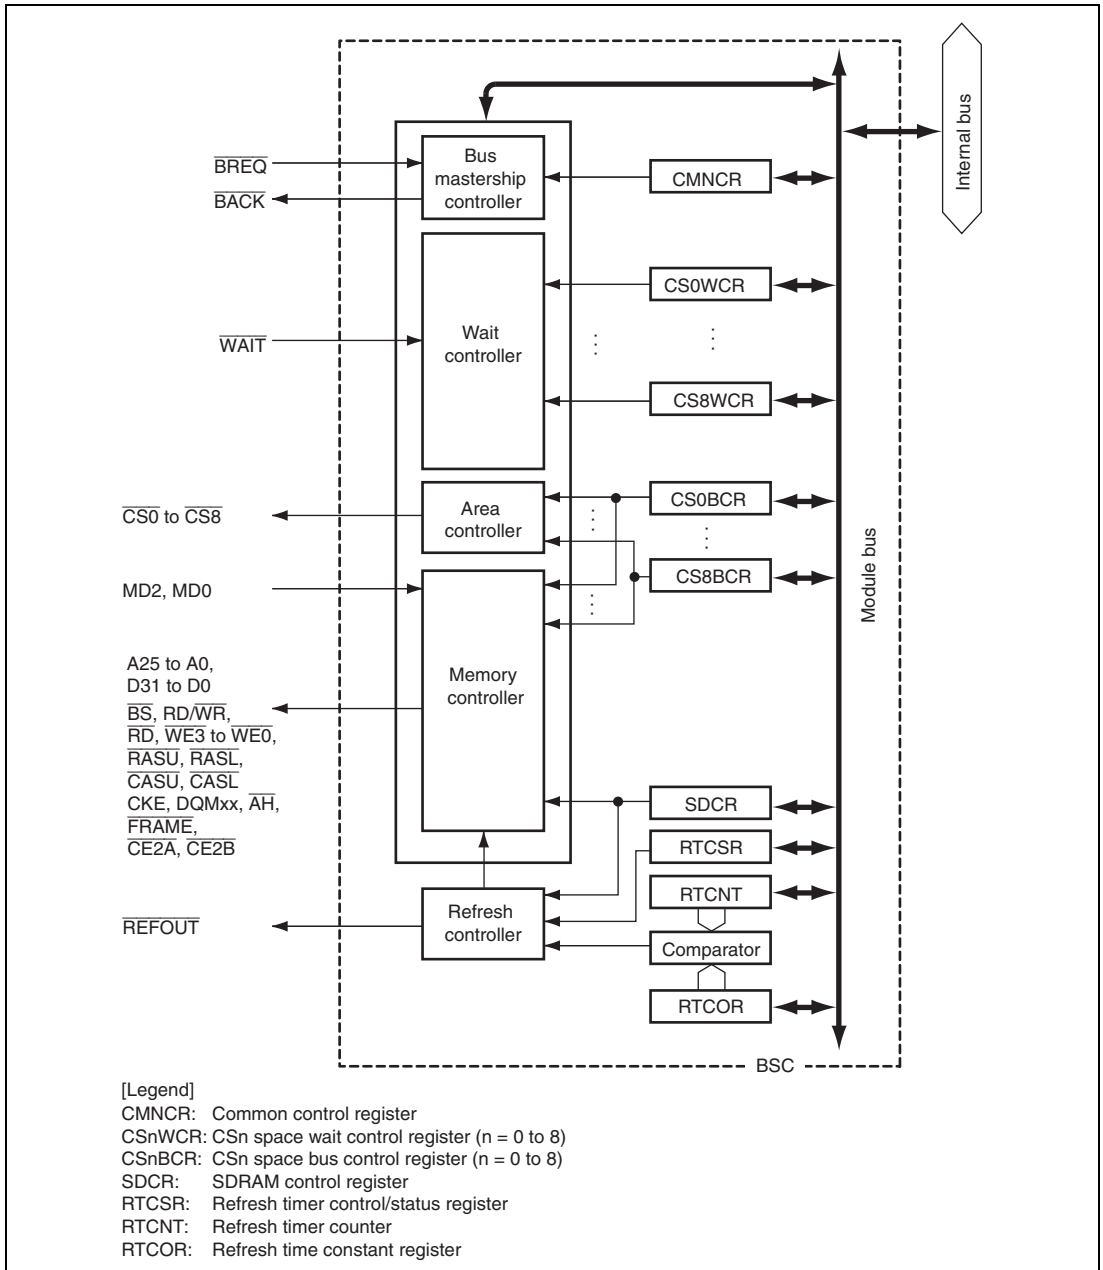 Bus
mastership
controller
BREQ
BACK
CMNCR
Internal bus
CS0WCR
Wait
controller
WAIT
CS8WCR
CS0BCR
Area
controller
CS0 to CS8
CS8BCR
Module bus
MD2, MD0
A25 to A0,
D31 to D0
BS, RD/WR,
RD, WE3 to WE0,
RASU, RASL,
CASU, CASL
CKE, DQMxx, AH,
FRAME,
CE2A, CE2B
Memory
controller
SDCR
RTCSR
RTCNT
Refresh
controller
REFOUT
Comparator
RTCOR
BSC
[Legend]
CMNCR: Common control register
CSnWCR: CSn space wait control register (n = 0 to 8)
CSnBCR: CSn space bus control register (n = 0 to 8)
SDCR: SDRAM control register
RTCSR: Refresh timer control/status register
RTCNT: Refresh timer counter
RTCOR: Refresh time constant register